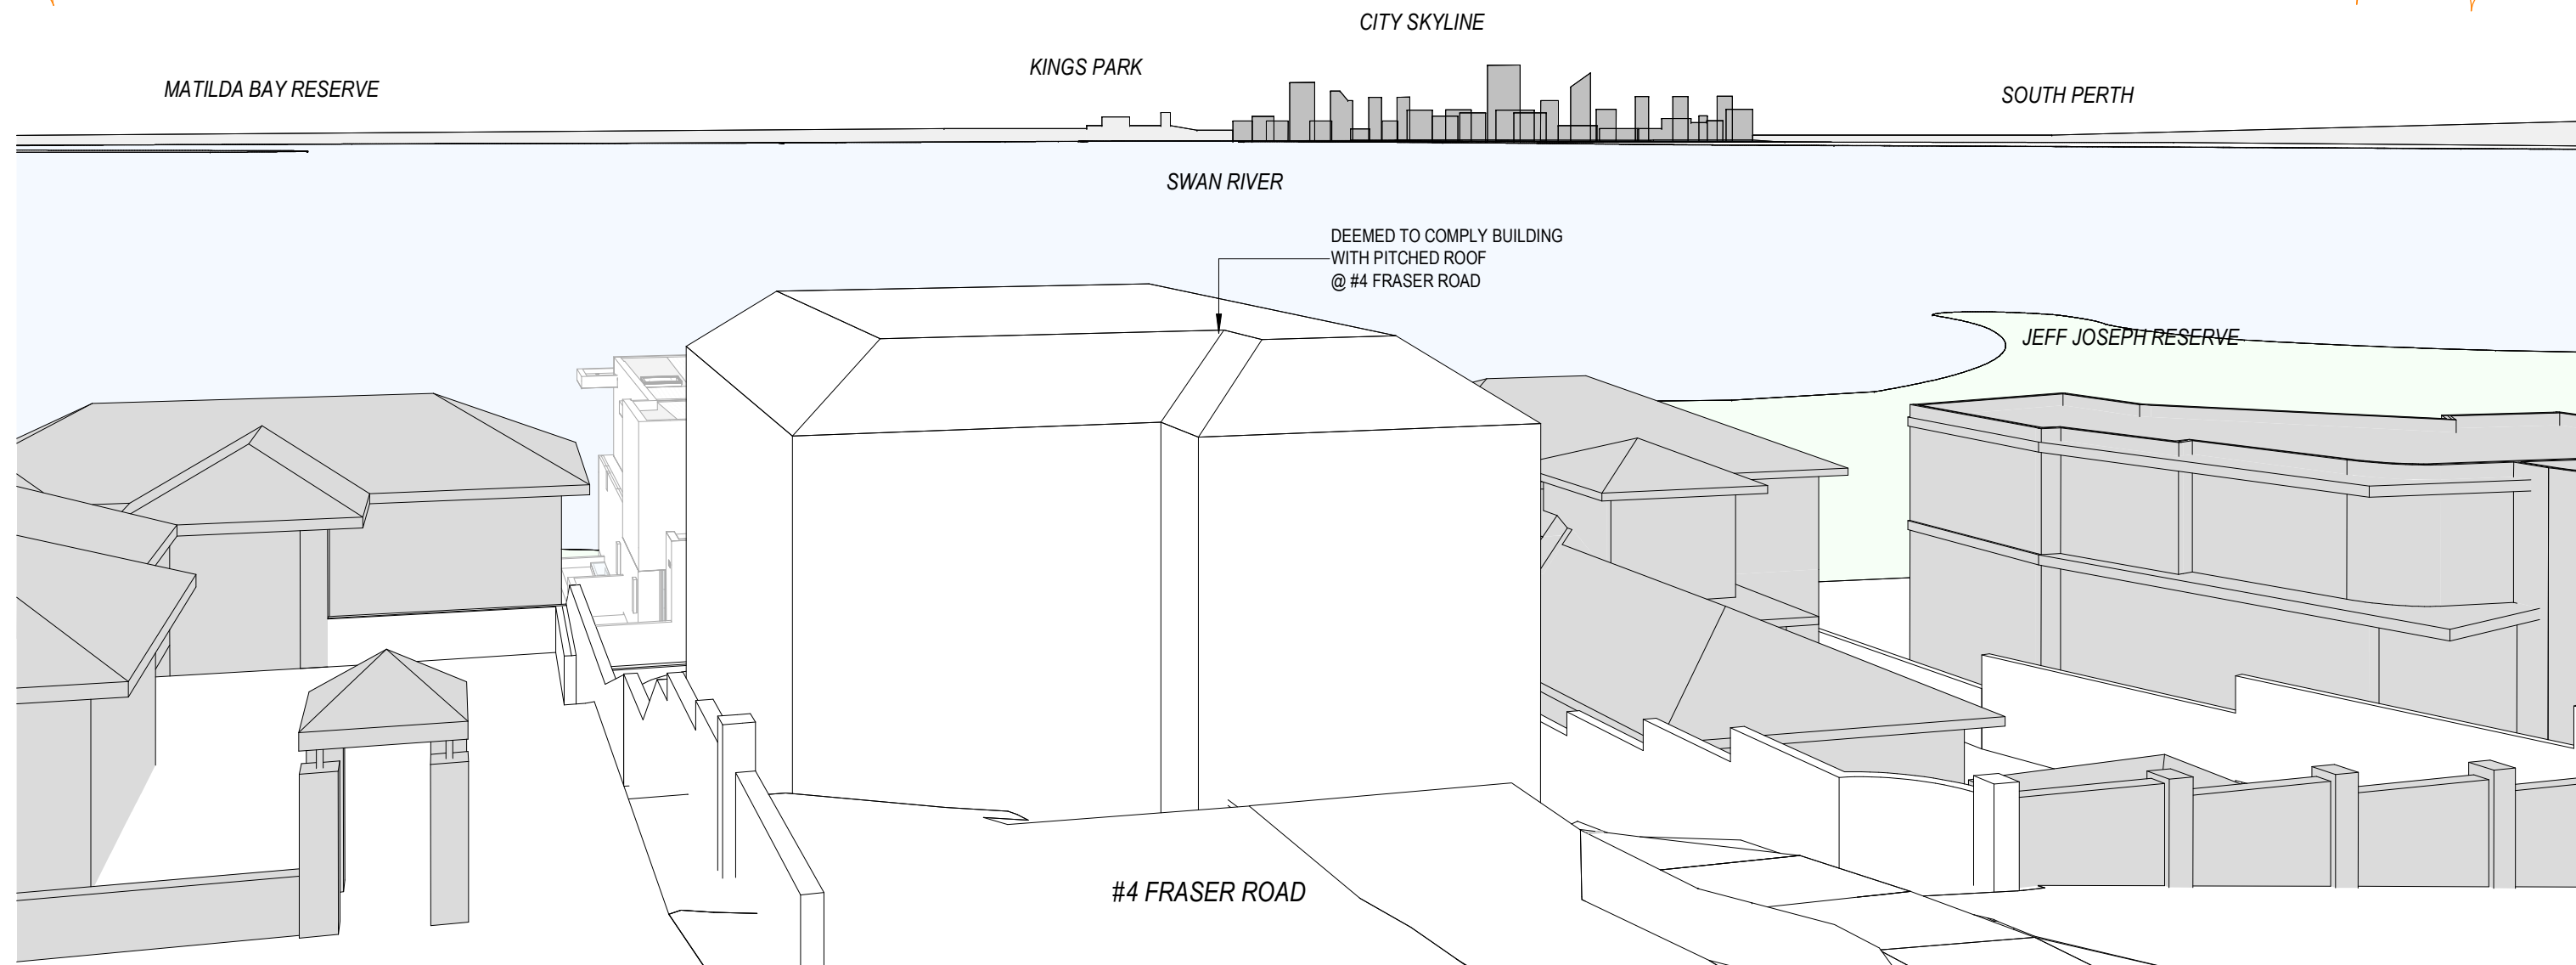 CITY SKYLINE
KINGS PARK
MATILDA BAY RESERVE
SOUTH PERTH
SWAN RIVER
DEEMED TO COMPLY BUILDING
WITH PITCHED ROOF
@ #4 FRASER ROAD
JEFF JOSEPH RESERVE
#4 FRASER ROAD